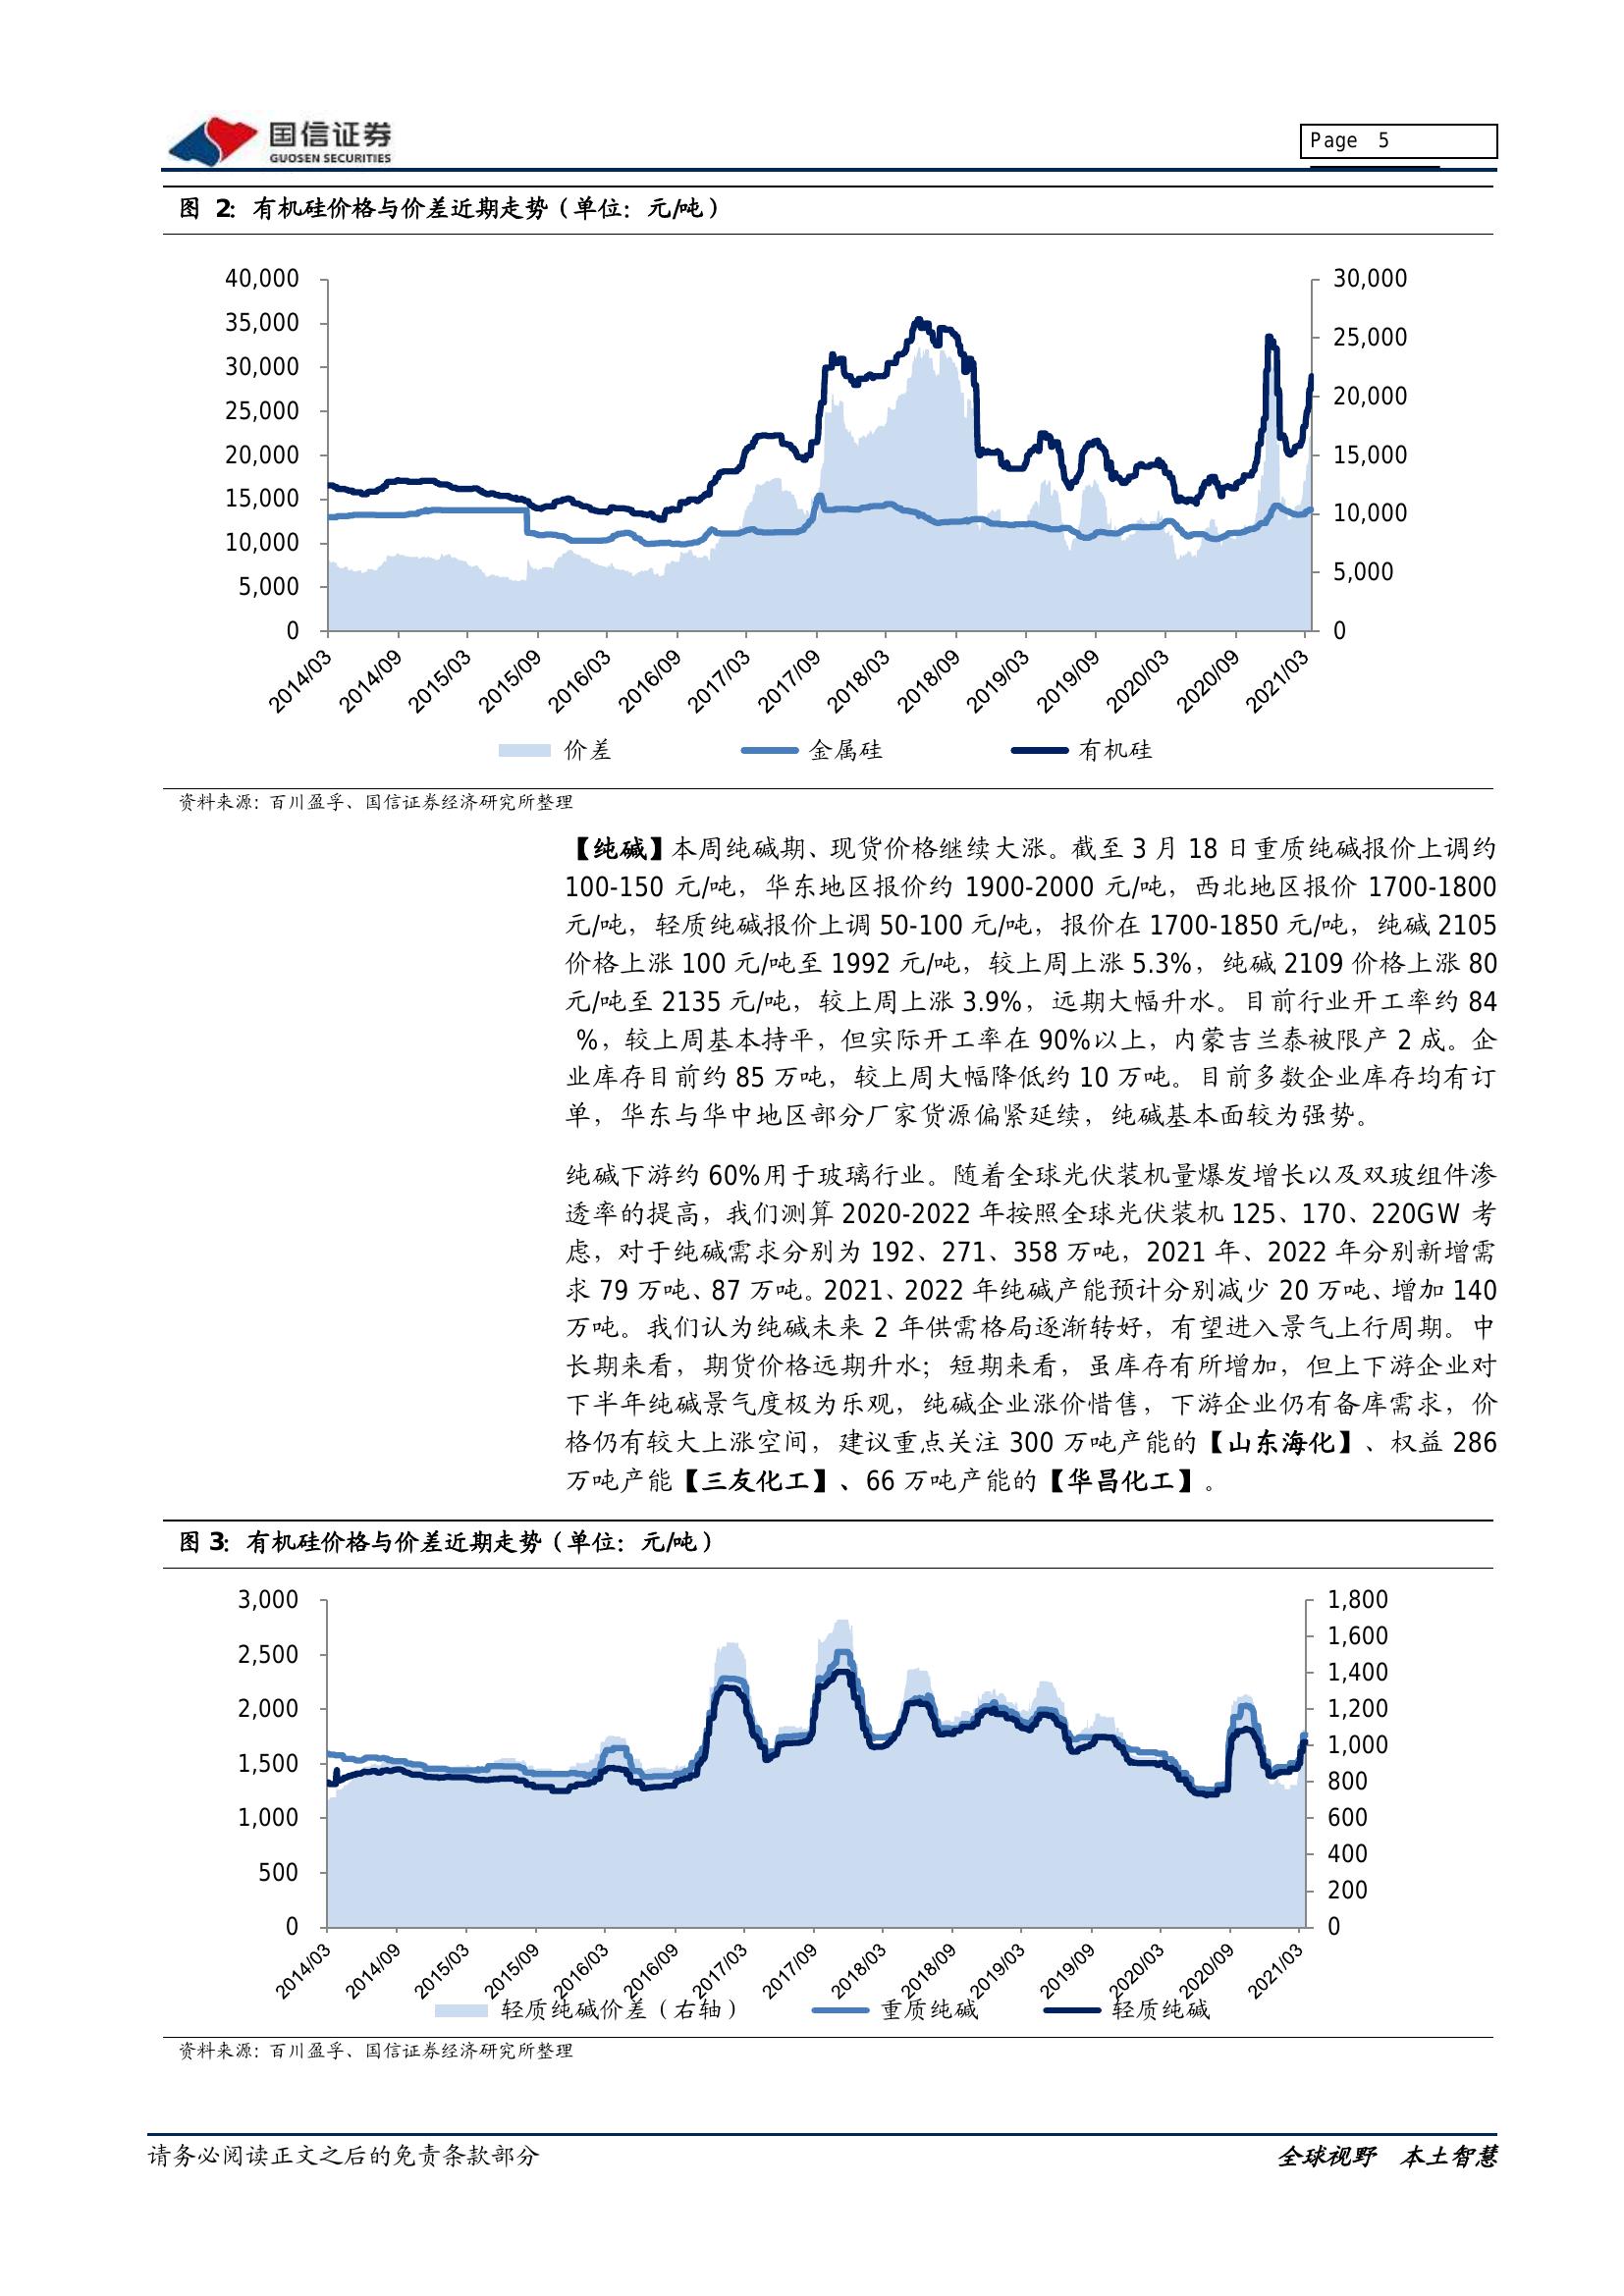 国信证券
GUOSEN SECURITIES
Page 5
图 2：有机硅价格与价差近期走势（单位：元/吨）
40,000
35,000
30,000
25,000
20,000
15,000
10,000
5,000
0
30,000
25,000
20,000
15,000
10,000
5,000
0
2014/03
2014/09
2015/03
2015/09
2016/03
2016/09
2017/03
2017/09
2018/03
2018/09
2019/03
2019/09
2020/03
2020/09
2021/03
价差 金属硅 有机硅
资料来源：百川盈孚、国信证券经济研究所整理
【纯碱】本周纯碱期、现货价格继续大涨。截至 3 月 18 日重质纯碱报价上调约
100-150 元/吨，华东地区报价约 1900-2000 元/吨，西北地区报价 1700-1800
元/吨，轻质纯碱报价上调 50-100 元/吨，报价在 1700-1850 元/吨，纯碱 2105
价格上涨 100 元/吨至 1992 元/吨，较上周上涨 5.3%，纯碱 2109 价格上涨 80
元/吨至 2135 元/吨，较上周上涨 3.9%，远期大幅升水。目前行业开工率约 84
%，较上周基本持平，但实际开工率在 90%以上，内蒙吉兰泰被限产 2 成。企
业库存目前约 85 万吨，较上周大幅降低约 10 万吨。目前多数企业库存均有订
单，华东与华中地区部分厂家货源偏紧延续，纯碱基本面较为强势。
纯碱下游约 60%用于玻璃行业。随着全球光伏装机量爆发增长以及双玻组件渗
透率的提高，我们测算 2020-2022 年按照全球光伏装机 125、170、220GW 考
虑，对于纯碱需求分别为 192、271、358 万吨，2021 年、2022 年分别新增需
求 79 万吨、87 万吨。2021、2022 年纯碱产能预计分别减少 20 万吨、增加 140
万吨。我们认为纯碱未来 2 年供需格局逐渐转好，有望进入景气上行周期。中
长期来看，期货价格远期升水；短期来看，虽库存有所增加，但上下游企业对
下半年纯碱景气度极为乐观，纯碱企业涨价惜售，下游企业仍有备库需求，价
格仍有较大上涨空间，建议重点关注 300 万吨产能的【山东海化】、权益 286
万吨产能【三友化工】、66 万吨产能的【华昌化工】。
图 3：有机硅价格与价差近期走势（单位：元/吨）
3,000
2,500
2,000
1,500
1,000
500
0
1,800
1,600
1,400
1,200
1,000
800
600
400
200
0
2014/03
2014/09
2015/03
2015/09
2016/03
2016/09
2017/03
2017/09
2018/03
2018/09
2019/03
2019/09
2020/03
2020/09
2021/03
轻质纯碱价差（右轴） 重质纯碱 轻质纯碱
资料来源：百川盈孚、国信证券经济研究所整理
请务必阅读正文之后的免责条款部分
全球视野 本土智慧